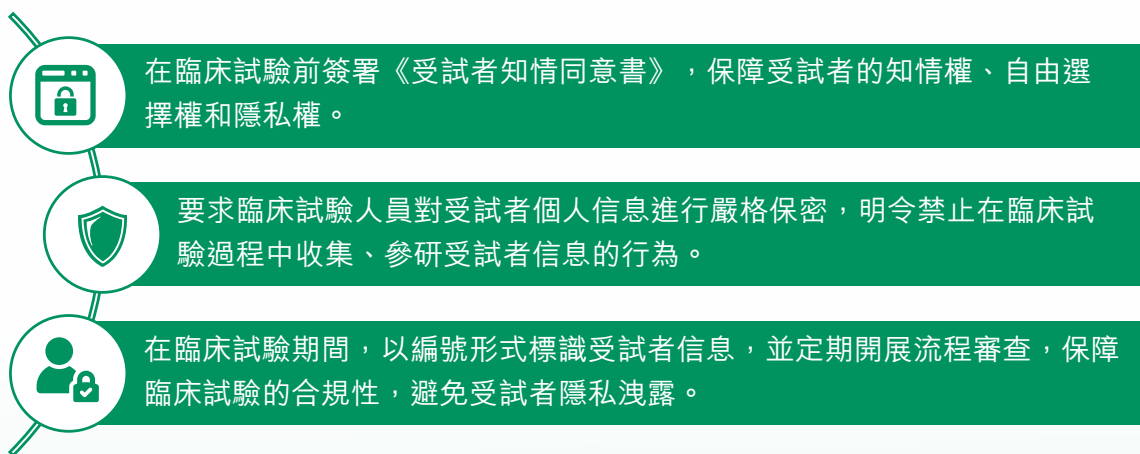 在臨床試驗前簽署《受試者知情同意書》，保障受試者的知情權、自由選
擇權和隱私權。
要求臨床試驗人員對受試者個人信息進行嚴格保密，明令禁止在臨床試
驗過程中收集、參研受試者信息的行為。
在臨床試驗期間，以編號形式標識受試者信息，並定期開展流程審查，保障
臨床試驗的合規性，避免受試者隱私洩露。